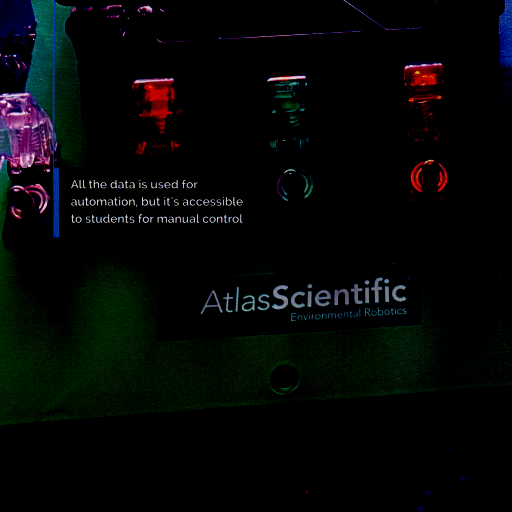 All the data is used for
automation, but it's accessible
to students for manual control
AtlasScientific
Environmental Robotics